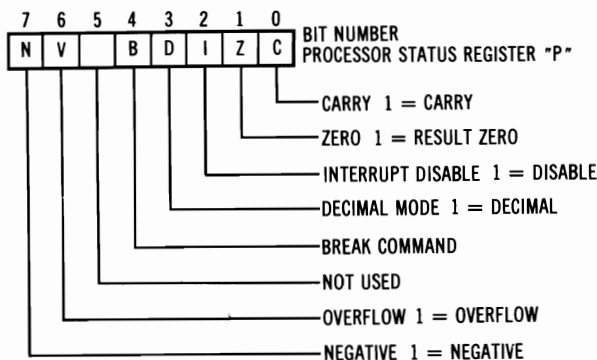 7 6 5 4 3 2 1 0
BIT NUMBER
N V B D I Z C
PROCESSOR STATUS REGISTER "P"
CARRY 1 = CARRY
ZERO 1 = RESULT ZERO
INTERRUPT DISABLE 1 = DISABLE
DECIMAL MODE 1 = DECIMAL
BREAK COMMAND
NOT USED
OVERFLOW 1 = OVERFLOW
NEGATIVE 1 = NEGATIVE